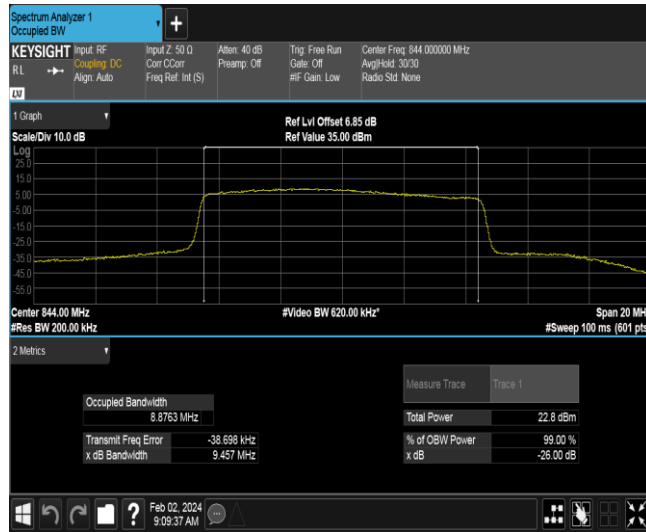 Spectrum Analyzer 1
Occupied BW
+
KEYSIGHT
R L
LXI
Input: RF
Coupling: DC
Align: Auto
Input Z: 50 Ω
Corr CCorr
Freq Ref: Int (S)
Atten: 40 dB
Preamp: Off
Trig: Free Run
Gate: Off
#IF Gain: Low
Center Freq: 844.000000 MHz
Avg|Hold: 30/30
Radio Std: None
1 Graph
Scale/Div 10.0 dB
Ref Lvl Offset 6.85 dB
Ref Value 35.00 dBm
Log
25.0
15.0
5.00
-5.00
-15.0
-25.0
-35.0
-45.0
-55.0
Center 844.00 MHz
#Res BW 200.00 kHz
#Video BW 620.00 kHz*
Span 20 MH
#Sweep 100 ms (601 pts
2 Metrics
Measure Trace Trace 1
Occupied Bandwidth
8.8763 MHz
Total Power 22.8 dBm
Transmit Freq Error -38.698 kHz
% of OBW Power 99.00 %
x dB Bandwidth 9.457 MHz
x dB -26.00 dB
?
Feb 02, 2024
9:09:37 AM